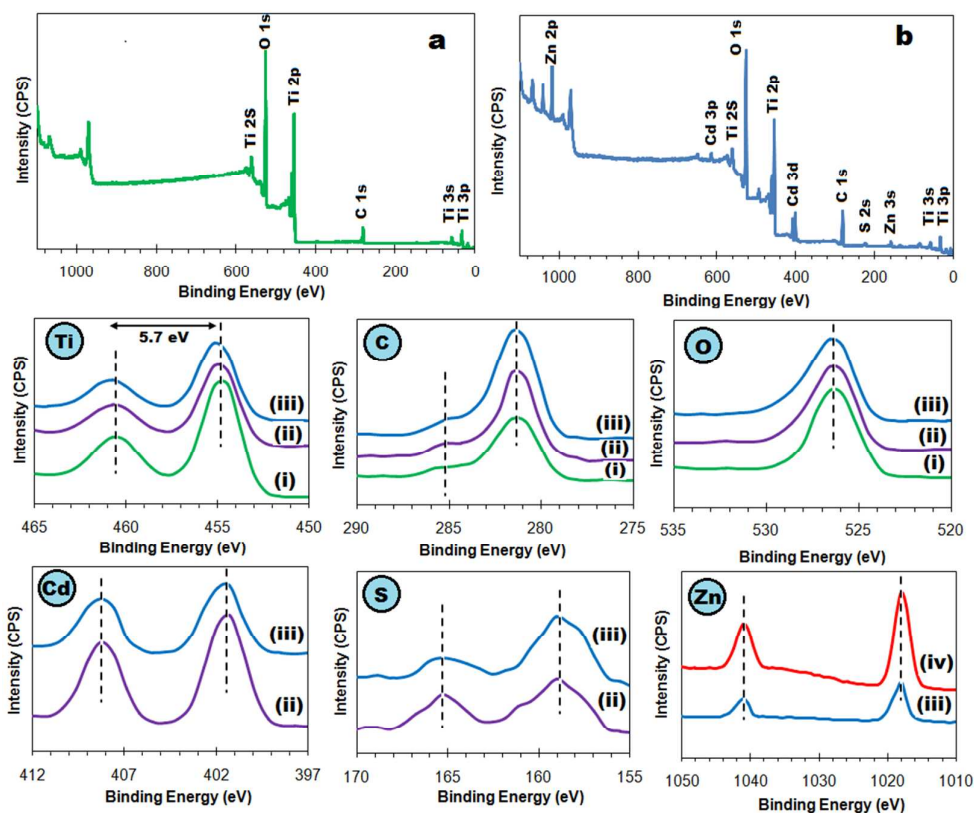 a
O 1s
Ti 2p
Ti 2S
C 1s
Ti 3s
Ti 3p
Intensity (CPS)
1000 800 600 400 200 0
Binding Energy (eV)
b
Zn 2p
O 1s
Ti 2p
Cd 3p
Ti 2S
Cd 3d
C 1s
S 2s
Zn 3s
Ti 3s
Ti 3p
Intensity (CPS)
1000 800 600 400 200 0
Binding Energy (eV)
Ti
5.7 eV
(iii)
(ii)
(i)
Intensity (CPS)
465 460 455 450
Binding Energy (eV)
C
(iii)
(ii)
(i)
Intensity (CPS)
290 285 280 275
Binding Energy (eV)
O
(iii)
(ii)
(i)
Intensity (CPS)
535 530 525 520
Binding Energy (eV)
Cd
(iii)
(ii)
Intensity (CPS)
412 407 402 397
Binding Energy (eV)
S
(iii)
(ii)
Intensity (CPS)
170 165 160 155
Binding Energy (eV)
Zn
(iv)
(iii)
Intensity (CPS)
1050 1040 1030 1020 1010
Binding Energy (eV)